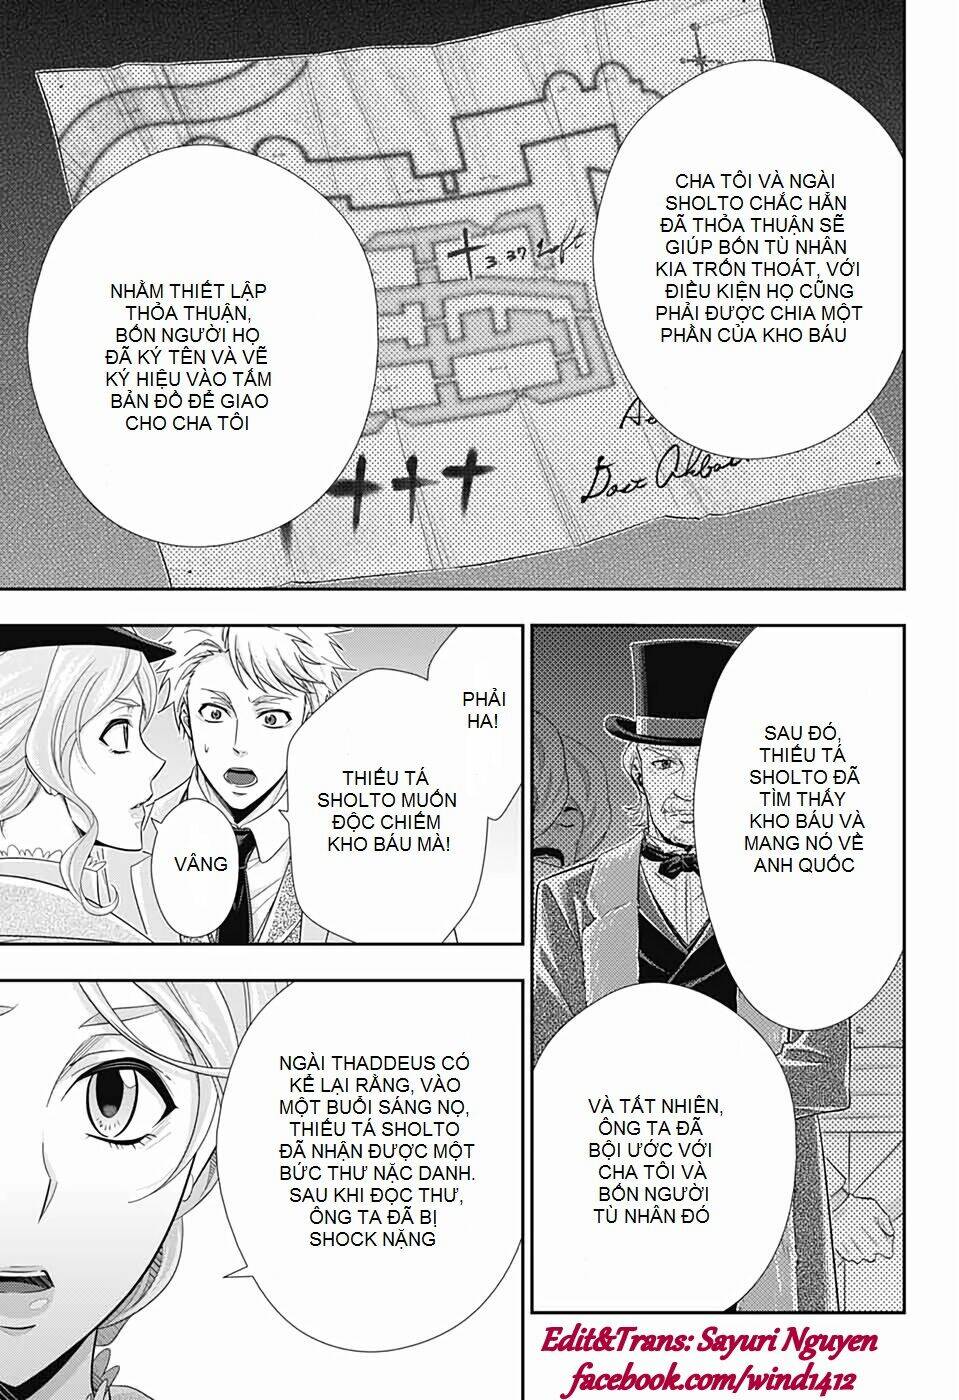 CHA TÔI VÀ NGÀI
SHOLTO CHẮC HẲN
ĐÃ THỎA THUẬN SẼ
GIÚP BỐN TÙ NHÂN
KIA TRỐN THOÁT, VỚI
ĐIỀU KIỆN HỌ CŨNG
PHẢI ĐƯỢC CHIA MỘT
PHẦN CỦA KHO BÁU
NHẰM THIẾT LẬP
THỎA THUẬN,
BỐN NGƯỜI HỌ
ĐÃ KÝ TÊN VÀ VẼ
KÝ HIỆU VÀO TẤM
BẢN ĐỒ ĐỂ GIAO
CHO CHA TÔI
3.37 Left
Dost Akbar
SAU ĐÓ,
THIẾU TÁ
SHOLTO ĐÃ
TÌM THẤY
KHO BÁU VÀ
MANG NÓ VỀ
ANH QUỐC
VÀ TẤT NHIÊN,
ÔNG TA ĐÃ
BỘI ƯỚC VỚI
CHA TÔI VÀ
BỐN NGƯỜI
TÙ NHÂN ĐÓ
PHẢI
HA!
THIẾU TÁ
SHOLTO MUỐN
ĐỘC CHIẾM
KHO BÁU MÀ!
VÂNG
NGÀI THADDEUS CÓ
KỂ LẠI RẰNG, VÀO
MỘT BUỔI SÁNG NỌ,
THIẾU TÁ SHOLTO
ĐÃ NHẬN ĐƯỢC MỘT
BỨC THƯ NẶC DANH.
SAU KHI ĐỌC THƯ,
ÔNG TA ĐÃ BỊ
SHOCK NẶNG
Edit&Trans: Sayuri Nguyen
facebook.com/wind1412